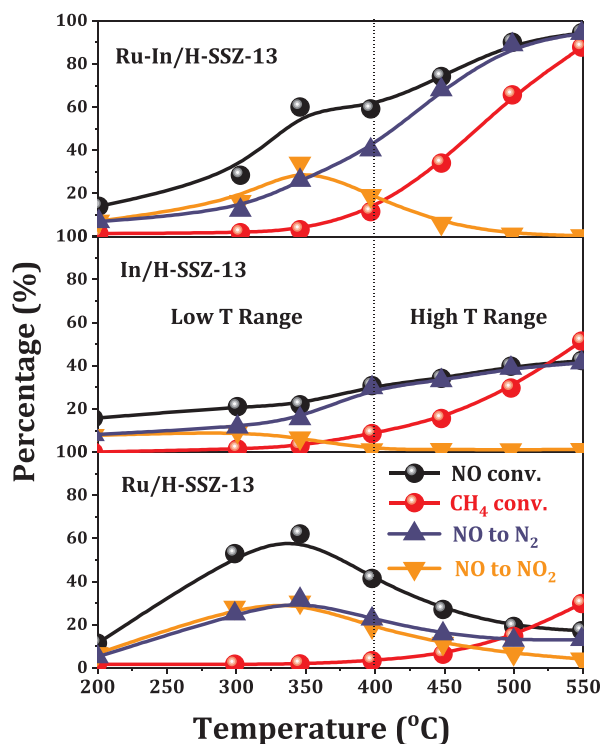 100
Ru-In/H-SSZ-13
80
60
40
20
100
In/H-SSZ-13
80
Low T Range High T Range
60
40
20
100
NO conv.
Ru/H-SSZ-13
80
CH₄ conv.
60
NO to N₂
40
NO to NO₂
20
0
200 300 350 400 450 500 550
Temperature (°C)
Percentage (%)